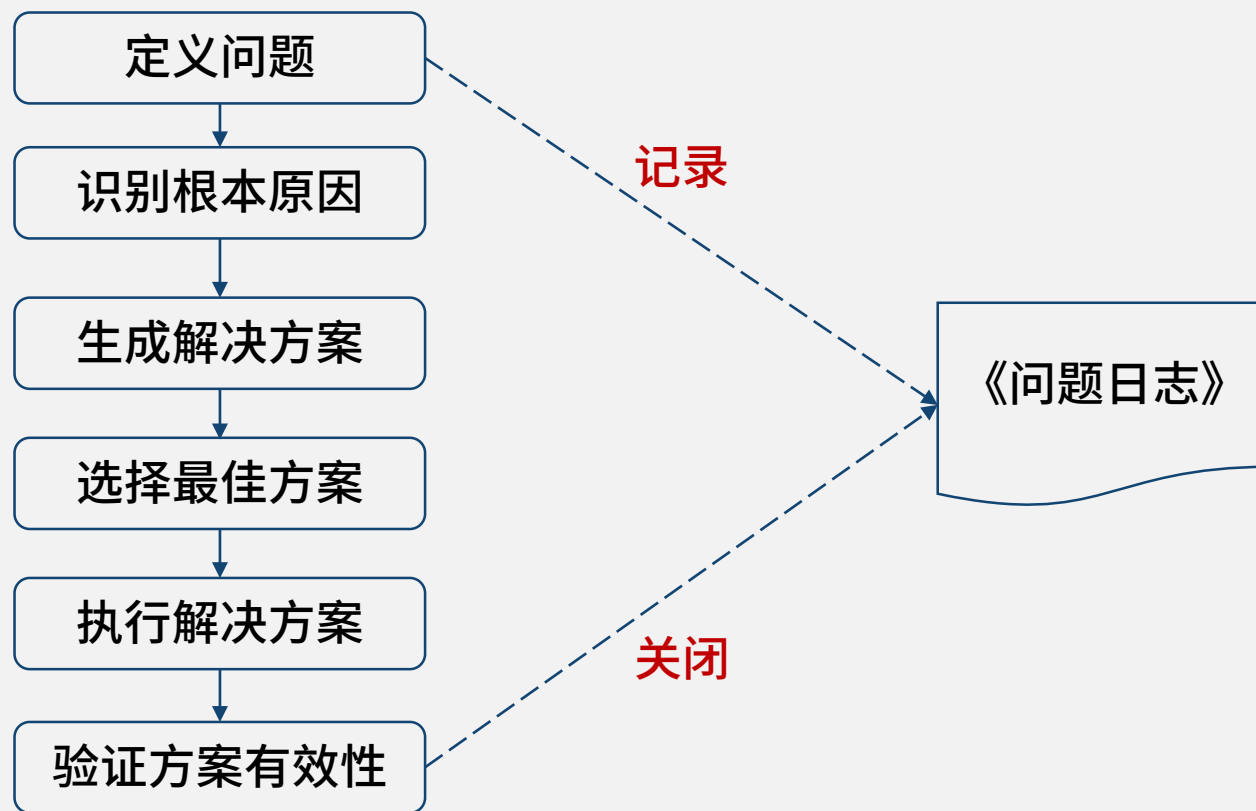 定义问题
识别根本原因
生成解决方案
选择最佳方案
执行解决方案
验证方案有效性
记录
《问题日志》
关闭